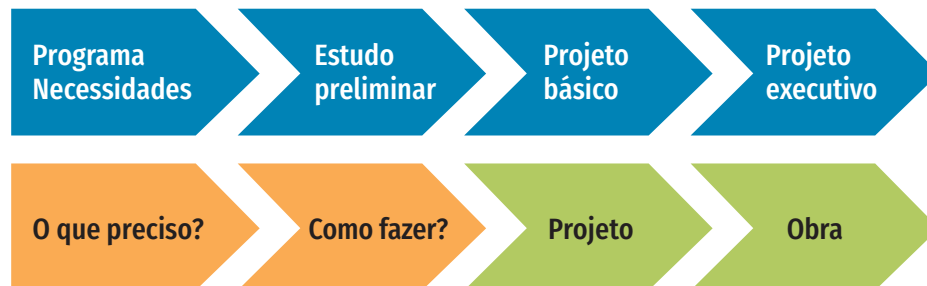 Programa
Necessidades
Estudo
preliminar
Projeto
básico
Projeto
executivo
O que preciso?
Como fazer?
Projeto
Obra